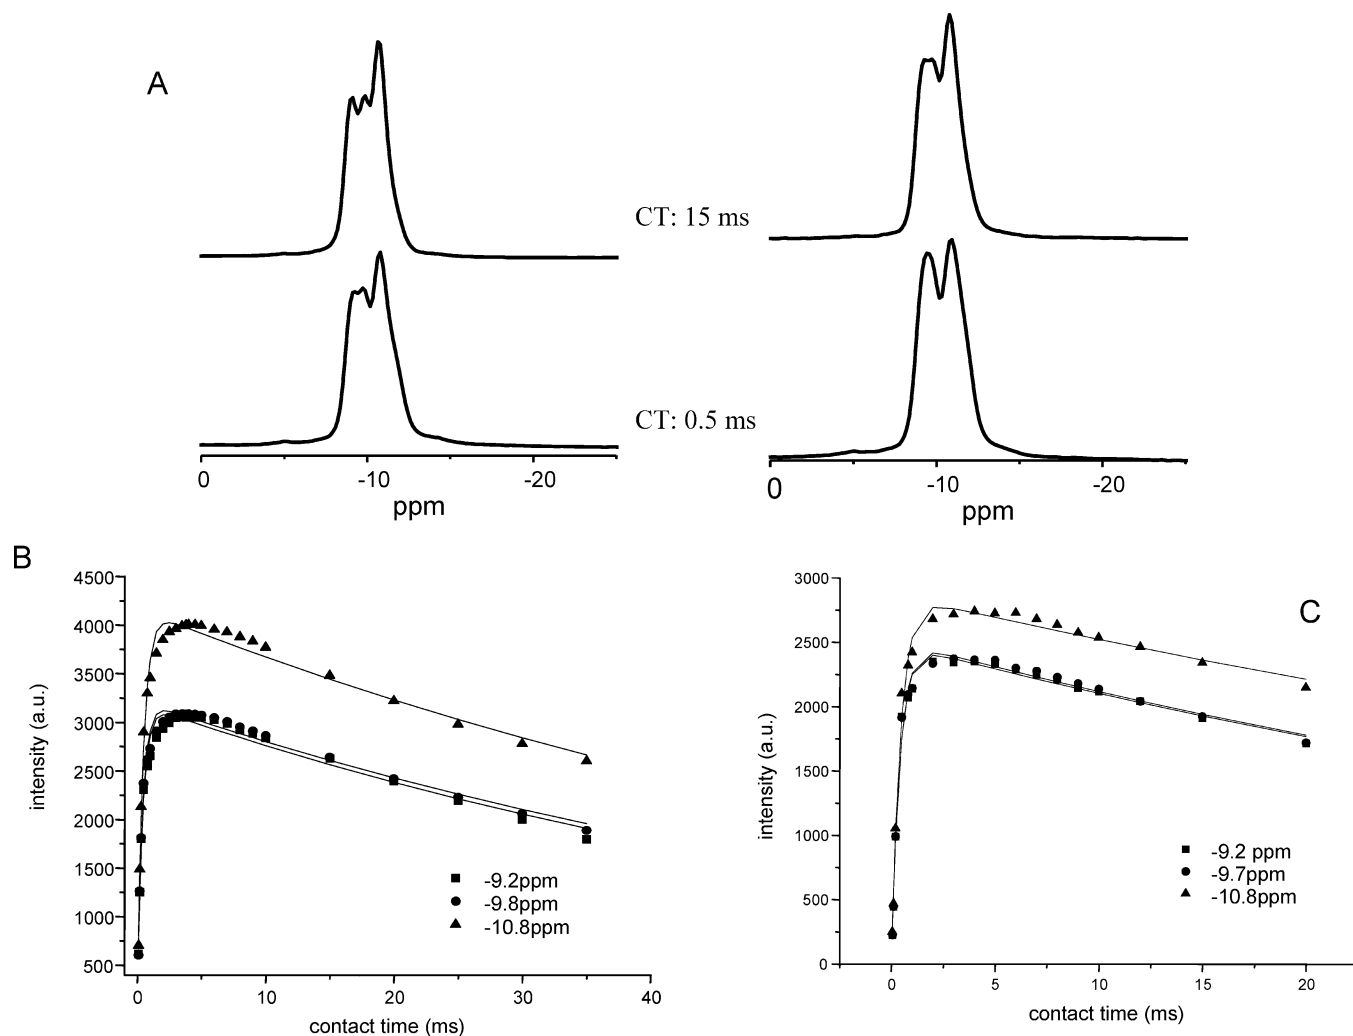 A
CT: 15 ms
CT: 0.5 ms
0 -10 -20
ppm
0 -10 -20
ppm
B
4500
4000
3500
3000
2500
2000
1500
1000
500
intensity (a.u.)
-9.2ppm
-9.8ppm
-10.8ppm
0 10 20 30 40
contact time (ms)
C
3000
2500
2000
1500
1000
500
0
intensity (a.u.)
-9.2 ppm
-9.7ppm
-10.8ppm
0 5 10 15 20
contact time (ms)